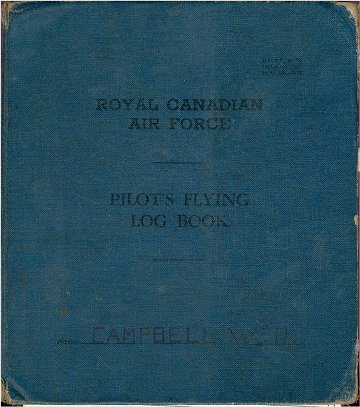 ROYAL CANADIAN
AIR FORCE
PILOT'S FLYING
LOG BOOK
CAMPBELL